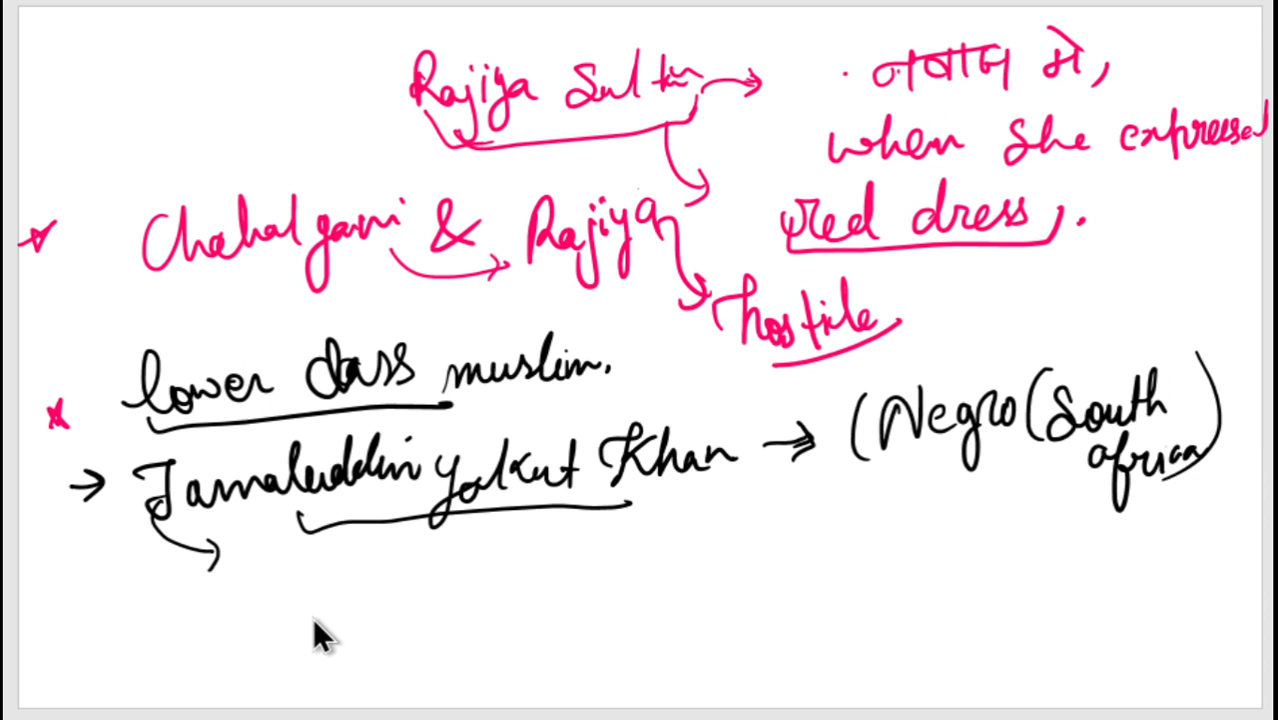 Rajiya Sultan → . नवाज में,
when she expressed
red dress,.
Chahalgani & Rajiya
hostile
lower class muslim.
→ Jamaluddin yakut Khan → (Negro (South
africa)